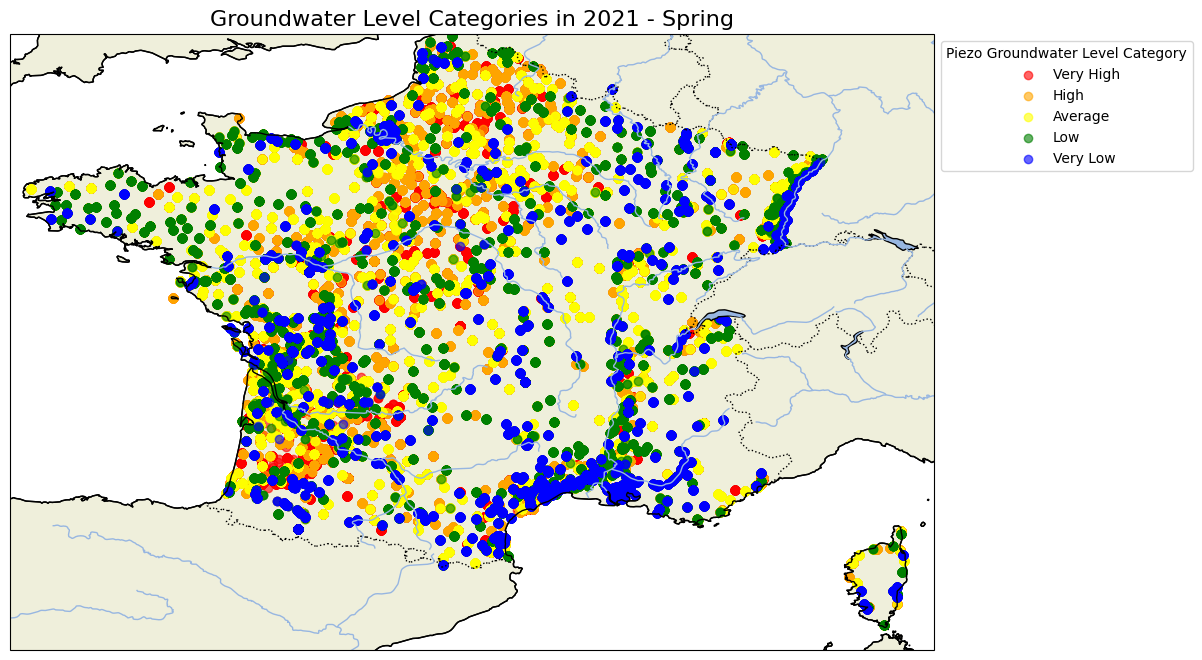 Groundwater Level Categories in 2021 - Spring
Piezo Groundwater Level Category
Very High
High
Average
Low
Very Low